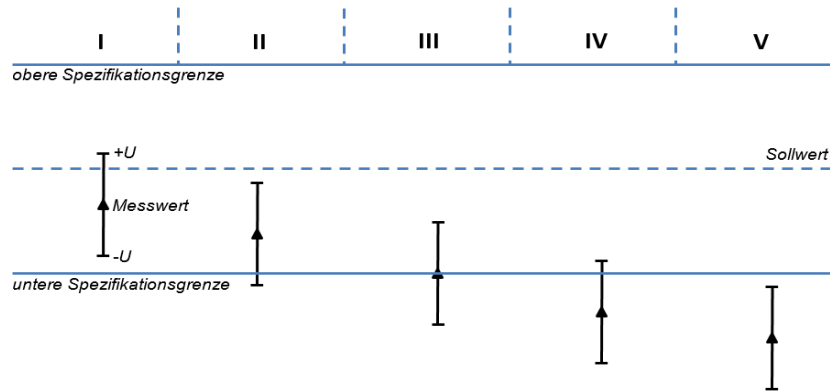 I II III IV V
obere Spezifikationsgrenze
+U
Sollwert
Messwert
-U
untere Spezifikationsgrenze